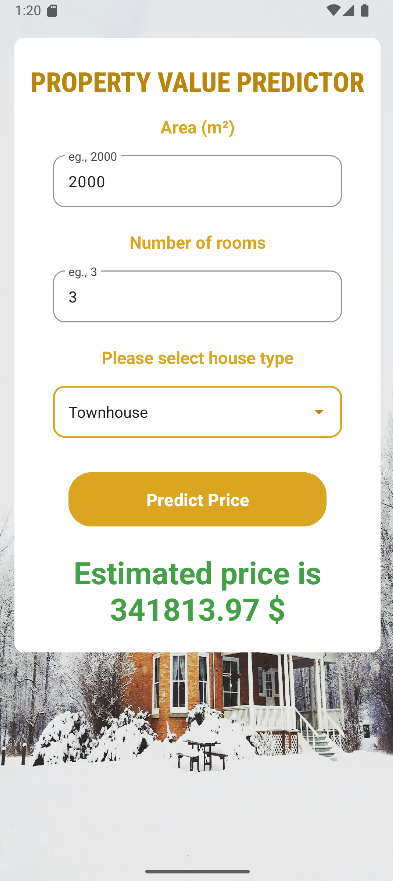 1:20
PROPERTY VALUE PREDICTOR
Area (m²)
eg., 2000
2000
Number of rooms
eg., 3
3
Please select house type
Townhouse
Predict Price
Estimated price is
341813.97 $